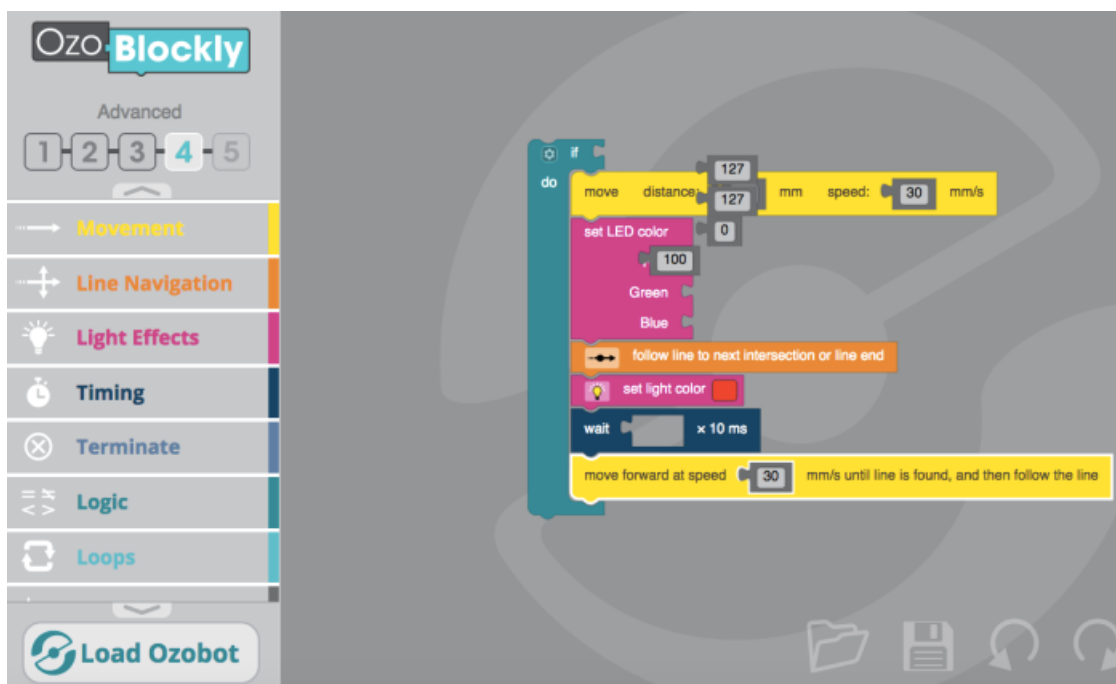 Ozo Blockly
Advanced
1 2 3 4 5
Movement
Line Navigation
Light Effects
Timing
Terminate
Logic
Loops
Load Ozobot
if
do
127
move distance: mm speed: 30 mm/s
127
set LED color 0
100
Green
Blue
follow line to next intersection or line end
set light color
wait × 10 ms
move forward at speed 30 mm/s until line is found, and then follow the line